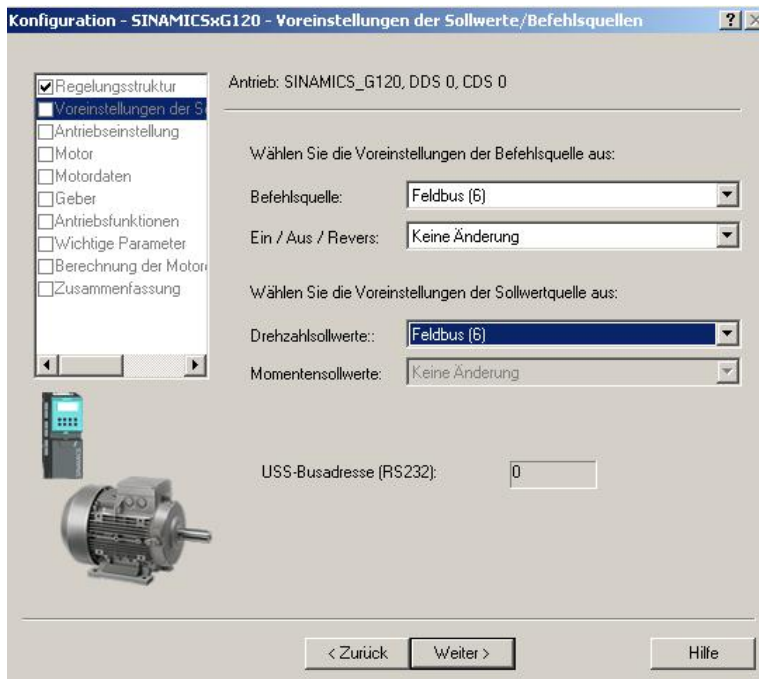 Konfiguration - SINAMICSxG120 - Voreinstellungen der Sollwerte/Befehlsquellen
Regelungsstruktur
Voreinstellungen der S
Antriebseinstellung
Motor
Motordaten
Geber
Antriebsfunktionen
Wichtige Parameter
Berechnung der Motor
Zusammenfassung
Antrieb: SINAMICS_G120, DDS 0, CDS 0
Wählen Sie die Voreinstellungen der Befehlsquelle aus:
Befehlsquelle: Feldbus (6)
Ein / Aus / Revers: Keine Änderung
Wählen Sie die Voreinstellungen der Sollwertquelle aus:
Drehzahlsollwerte:: Feldbus (6)
Momentensollwerte: Keine Änderung
USS-Busadresse (RS232): 0
< Zurück Weiter > Hilfe